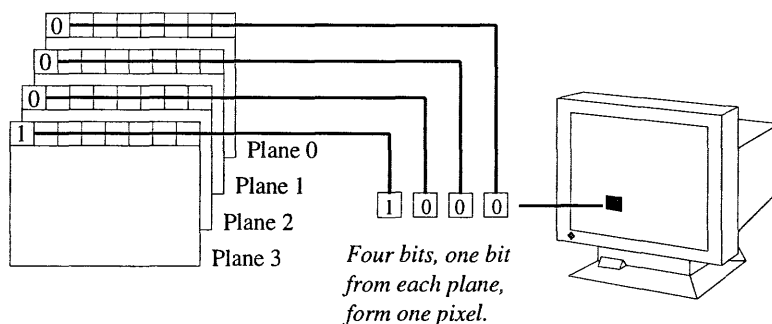 0
0
0
1
Plane 0
Plane 1
Plane 2
Plane 3
1 0 0 0
Four bits, one bit
from each plane,
form one pixel.